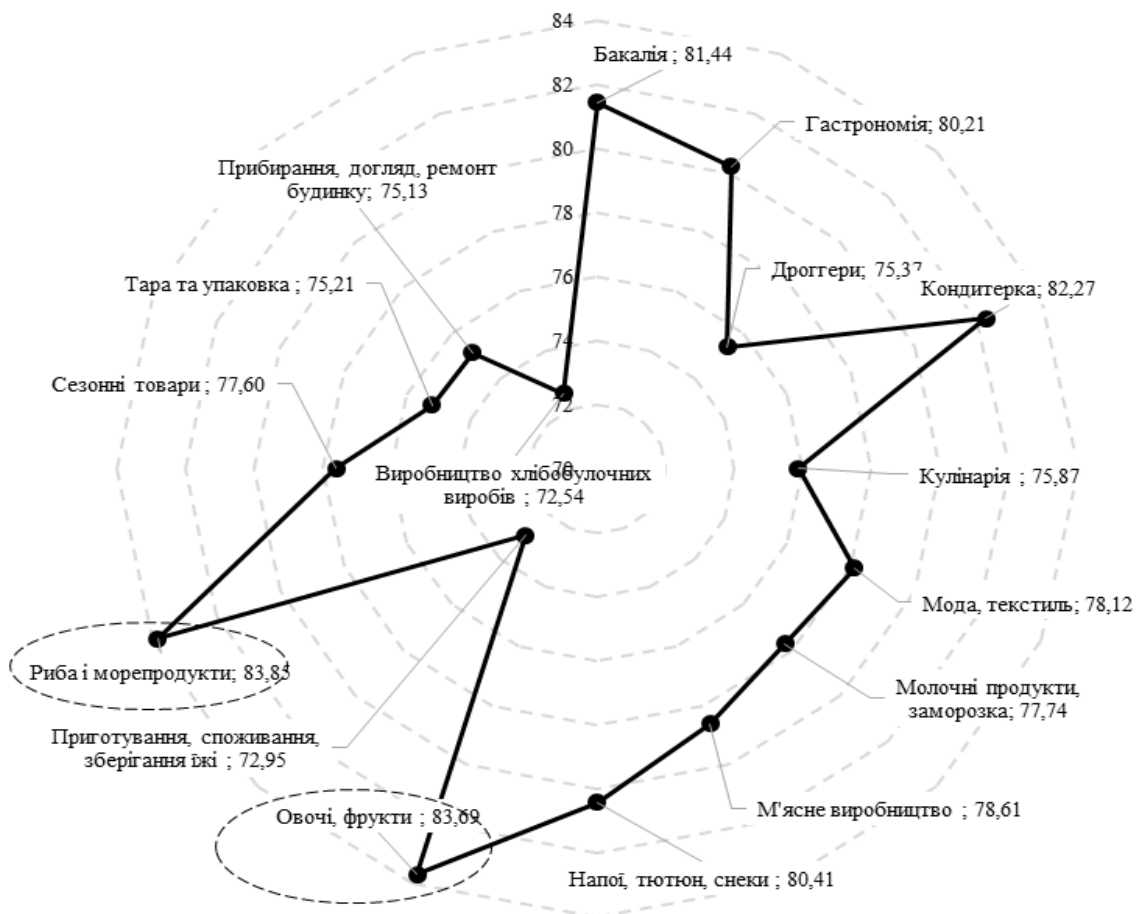 84
Бакалія ; 81,44
82
Гастрономія; 80,21
80
Прибирання, догляд, ремонт
будинку; 75,13
78
Дроггери; 75,37
Тара та упаковка ; 75,21
76
Кондитерка; 82,27
74
Сезонні товари ; 77,60
72
Виробництво хлібобулочних
виробів ; 72,54
70
Кулінарія ; 75,87
Мода, текстиль; 78,12
Риба і морепродукти; 83,85
Молочні продукти,
заморозка; 77,74
Приготування, споживання,
зберігання їжі ; 72,95
Овочі, фрукти ; 83,69
М'ясне виробництво ; 78,61
Напої, тютюн, снеки ; 80,41